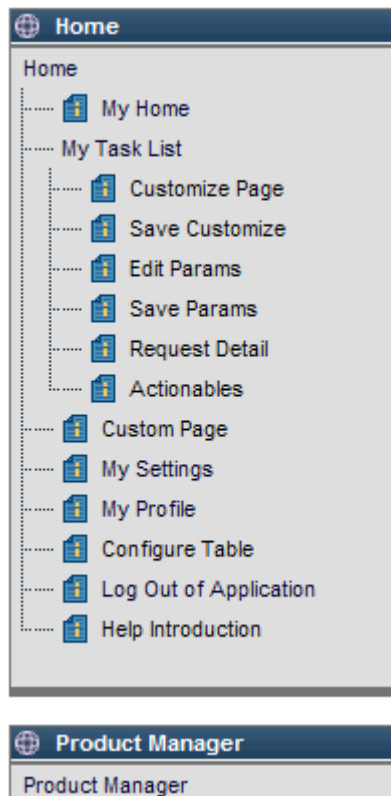 Home
Home
My Home
My Task List
Customize Page
Save Customize
Edit Params
Save Params
Request Detail
Actionables
Custom Page
My Settings
My Profile
Configure Table
Log Out of Application
Help Introduction
Product Manager
Product Manager